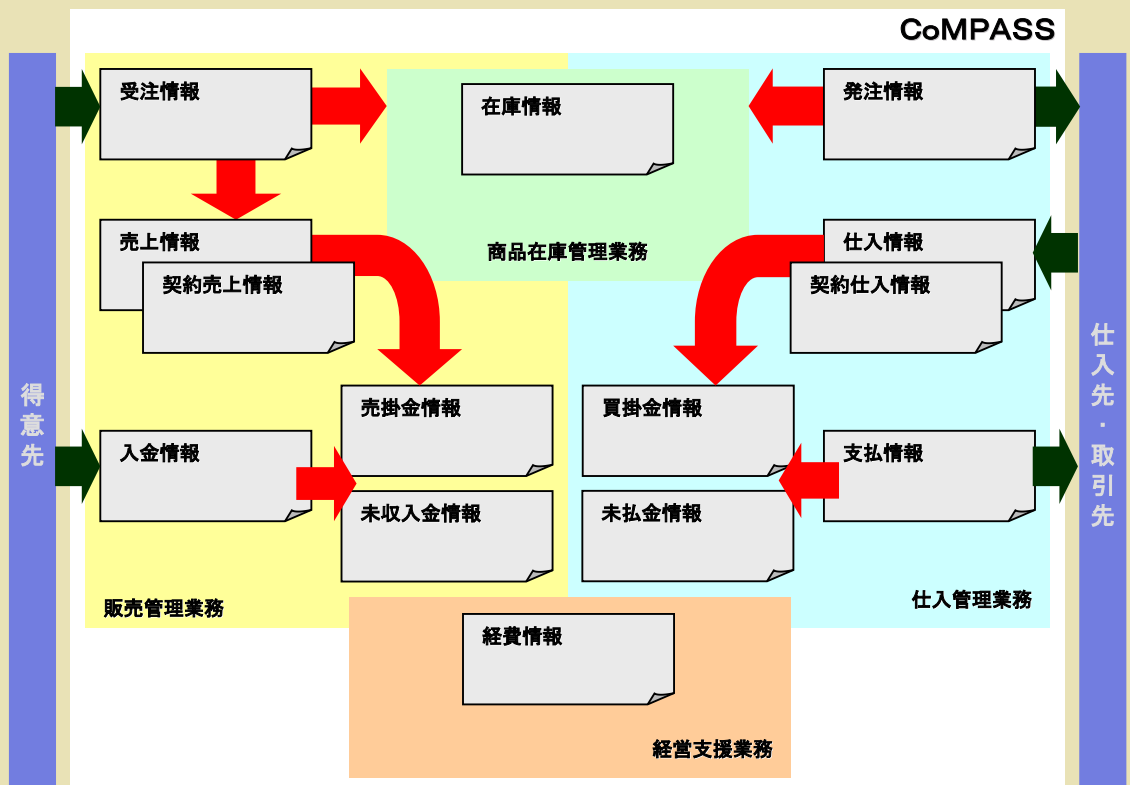 CoMPASS
受注情報
在庫情報
発注情報
売上情報
契約売上情報
商品在庫管理業務
仕入情報
契約仕入情報
得意先
仕入先・取引先
売掛金情報
買掛金情報
入金情報
支払情報
未収入金情報
未払金情報
販売管理業務
仕入管理業務
経費情報
経営支援業務